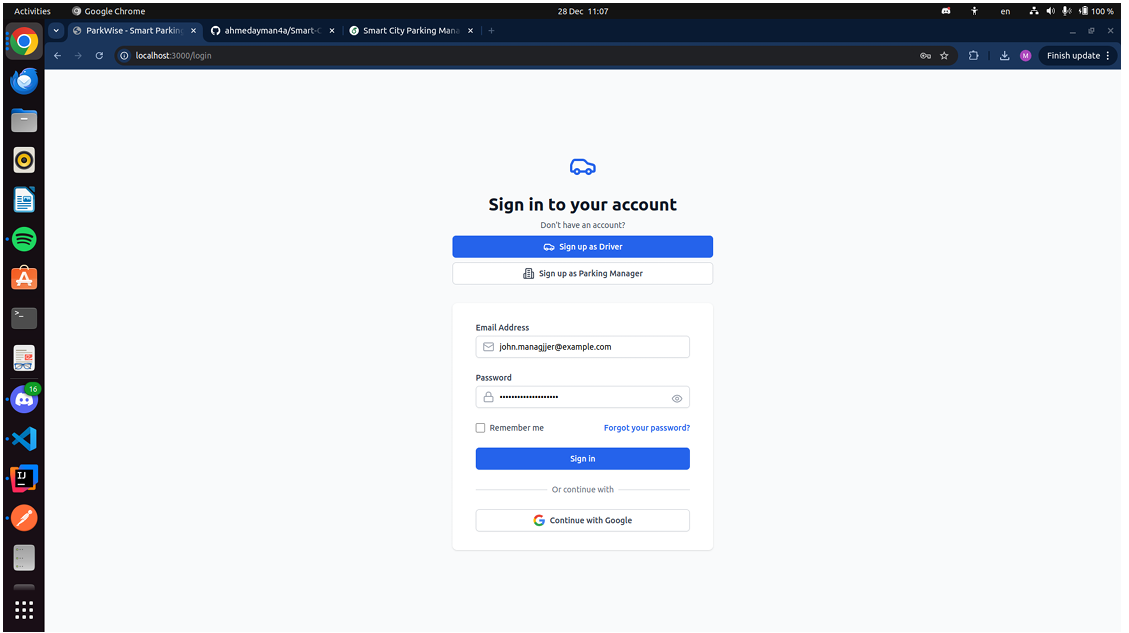 Activities Google Chrome 28 Dec 11:07 en 100 %
ParkWise - Smart Parking ahmedayman4a/Smart-C Smart City Parking Mana
localhost:3000/login M Finish update
Sign in to your account
Don't have an account?
Sign up as Driver
Sign up as Parking Manager
Email Address
john.managjjer@example.com
Password
Remember me Forgot your password?
Sign in
Or continue with
Continue with Google
16
IJ